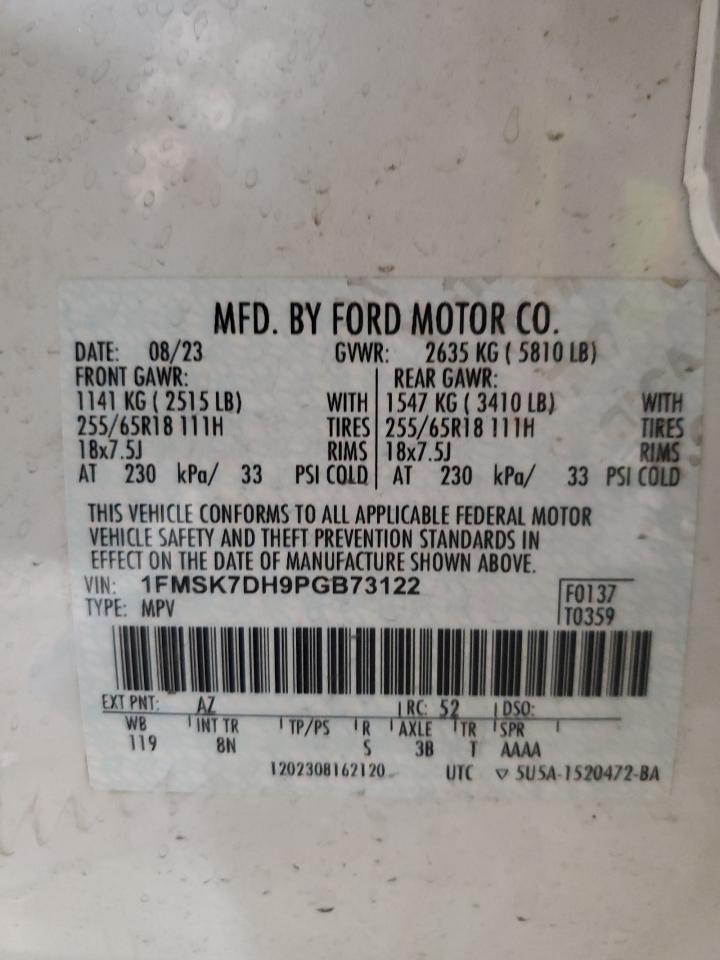 MFD. BY FORD MOTOR CO.
DATE: 08/23 GVWR: 2635 KG ( 5810 LB)
FRONT GAWR: REAR GAWR:
1141 KG ( 2515 LB) WITH 1547 KG ( 3410 LB) WITH
255/65R18 111H TIRES 255/65R18 111H TIRES
18x7.5J RIMS 18x7.5J RIMS
AT 230 kPa/ 33 PSI COLD AT 230 kPa/ 33 PSI COLD
THIS VEHICLE CONFORMS TO ALL APPLICABLE FEDERAL MOTOR
VEHICLE SAFETY AND THEFT PREVENTION STANDARDS IN
EFFECT ON THE DATE OF MANUFACTURE SHOWN ABOVE.
VIN: 1FMSK7DH9PGB73122 F0137
TYPE: MPV T0359
EXT PNT: AZ RC: 52 DSO:
WB INT TR TP/PS R AXLE TR SPR
119 8N S 3B T AAAA
1202308162120 UTC ▽ 5U5A-1520472-BA